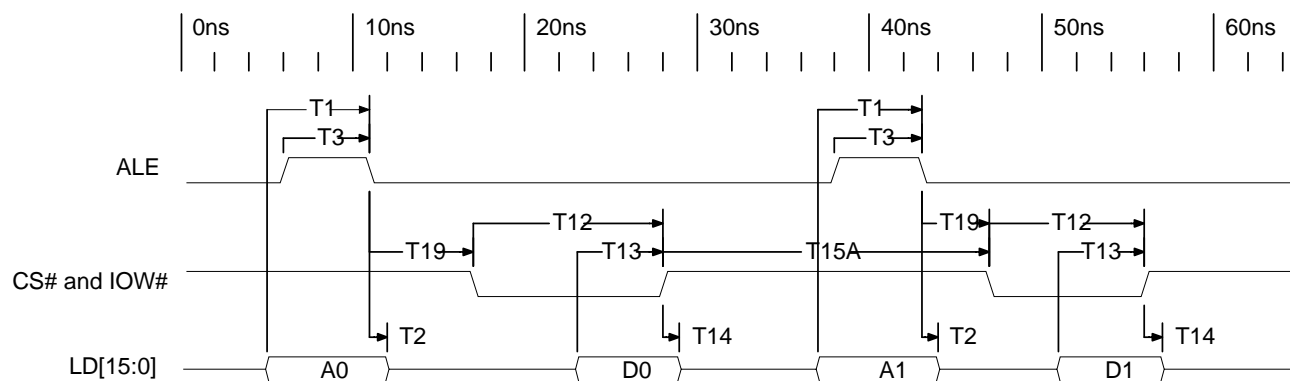 0ns 10ns 20ns 30ns 40ns 50ns 60ns
T1 T1
T3 T3
ALE
T12 T19 T12
T19 T13 T15A T13
CS# and IOW#
T2 T14 T2 T14
LD[15:0] A0 D0 A1 D1